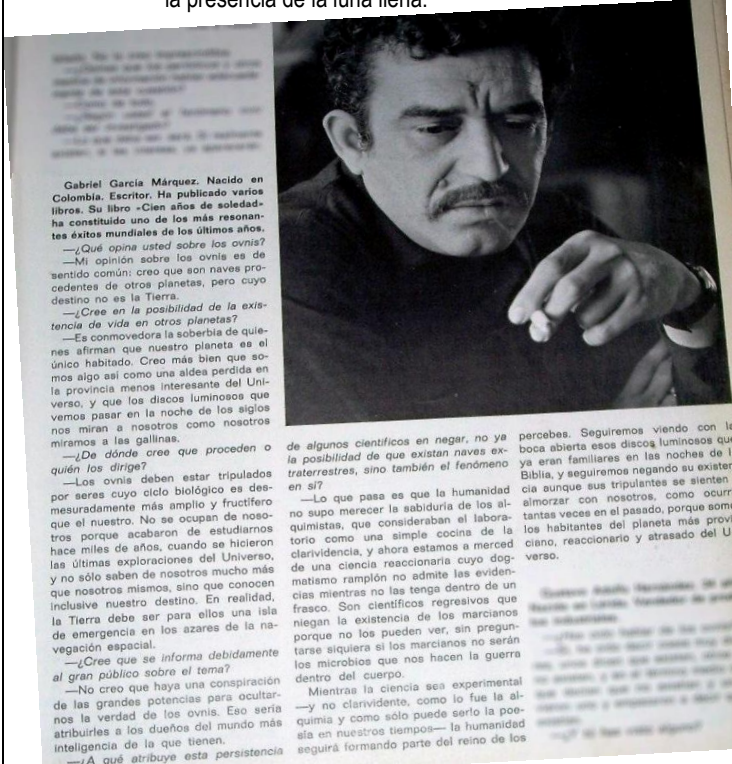 la presencia de la luna llena.
Gabriel García Márquez. Nacido en
Colombia. Escritor. Ha publicado varios
libros. Su libro «Cien años de soledad»
ha constituido uno de los más resonan-
tes éxitos mundiales de los últimos años.
—¿Qué opina usted sobre los ovnis?
—Mi opinión sobre los ovnis es de
sentido común: creo que son naves pro-
cedentes de otros planetas, pero cuyo
destino no es la Tierra.
—¿Cree en la posibilidad de la exis-
tencia de vida en otros planetas?
—Es conmovedora la soberbia de quie-
nes afirman que nuestro planeta es el
único habitado. Creo más bien que so-
mos algo así como una aldea perdida en
la provincia menos interesante del Uni-
verso, y que los discos luminosos que
vemos pasar en la noche de los siglos
nos miran a nosotros como nosotros
miramos a las gallinas.
—¿De dónde cree que proceden o
quién los dirige?
—Los ovnis deben estar tripulados
por seres cuyo ciclo biológico es des-
mesuradamente más amplio y fructífero
que el nuestro. No se ocupan de noso-
tros porque acabaron de estudiarnos
hace miles de años, cuando se hicieron
las últimas exploraciones del Universo,
y no sólo saben de nosotros mucho más
que nosotros mismos, sino que conocen
inclusive nuestro destino. En realidad,
la Tierra debe ser para ellos una isla
de emergencia en los azares de la na-
vegación espacial.
—¿Cree que se informa debidamente
al gran público sobre el tema?
—No creo que haya una conspiración
de las grandes potencias para ocultar-
nos la verdad de los ovnis. Eso sería
atribuirles a los dueños del mundo más
inteligencia de la que tienen.
—¿A qué atribuye esta persistencia
de algunos científicos en negar, no ya
la posibilidad de que existan naves ex-
traterrestres, sino también el fenómeno
en sí?
—Lo que pasa es que la humanidad
no supo merecer la sabiduría de los al-
quimistas, que consideraban el labora-
torio como una simple cocina de la
clarividencia, y ahora estamos a merced
de una ciencia reaccionaria cuyo dog-
matismo ramplón no admite las eviden-
cias mientras no las tenga dentro de un
frasco. Son científicos regresivos que
niegan la existencia de los marcianos
porque no los pueden ver, sin pregun-
tarse siquiera si los marcianos no serán
los microbios que nos hacen la guerra
dentro del cuerpo.
Mientras la ciencia sea experimental
—y no clarividente, como lo fue la al-
quimia y como sólo puede serlo la poe-
sía en nuestros tiempos— la humanidad
seguirá formando parte del reino de los
percebes. Seguiremos viendo con la
boca abierta esos discos luminosos que
ya eran familiares en las noches de l
Biblia, y seguiremos negando su existen
cia aunque sus tripulantes se sienten
almorzar con nosotros, como ocurr
tantas veces en el pasado, porque som
los habitantes del planeta más provi
ciano, reaccionario y atrasado del U
verso.